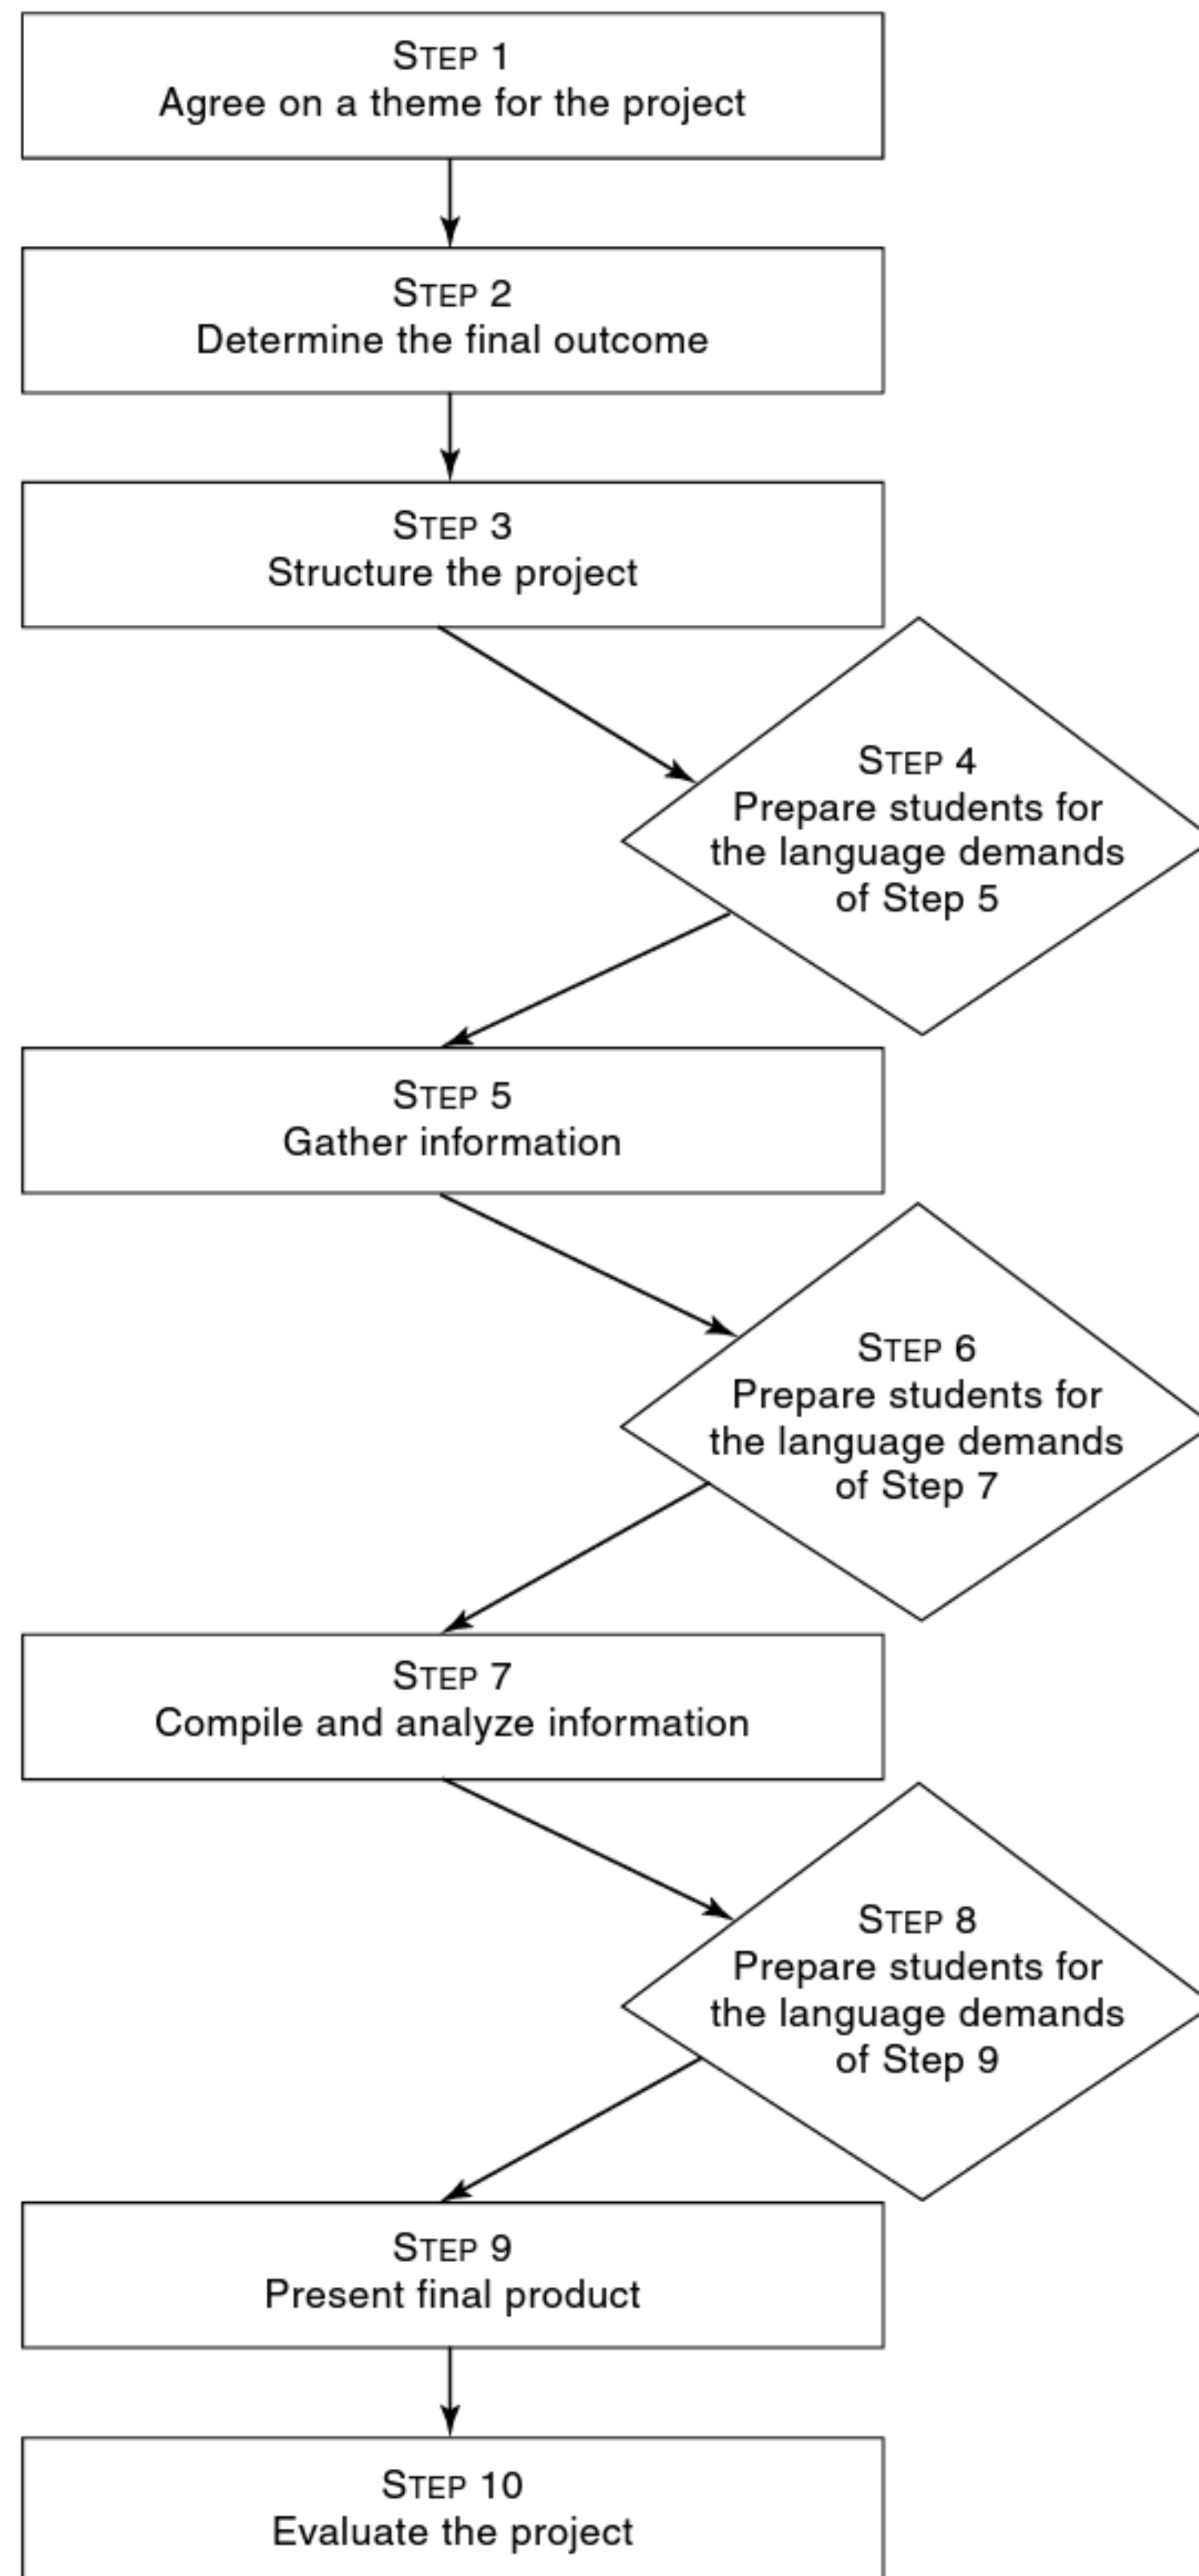 STEP 1
Agree on a theme for the project
STEP 2
Determine the final outcome
STEP 3
Structure the project
STEP 4
Prepare students for
the language demands
of Step 5
STEP 5
Gather information
STEP 6
Prepare students for
the language demands
of Step 7
STEP 7
Compile and analyze information
STEP 8
Prepare students for
the language demands
of Step 9
STEP 9
Present final product
STEP 10
Evaluate the project